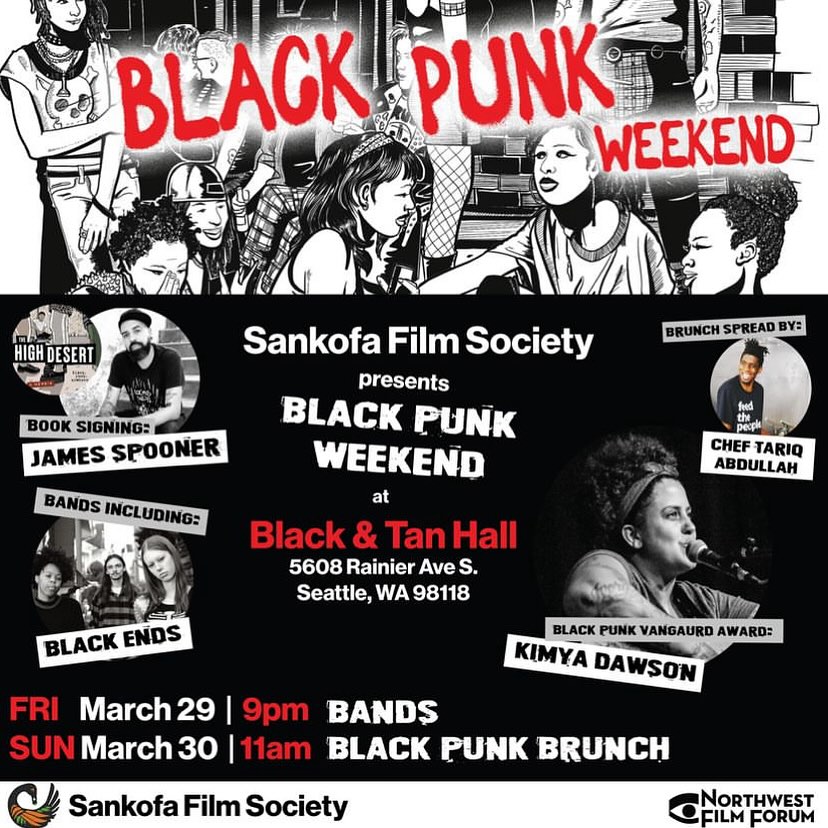 BLACK PUNK
WEEKEND
THE
HIGH DESERT
BOOK SIGNING:
JAMES SPOONER
BANDS INCLUDING:
BLACK ENDS
Sankofa Film Society
presents
BLACK PUNK
WEEKEND
at
Black & Tan Hall
5608 Rainier Ave S.
Seattle, WA 98118
BRUNCH SPREAD BY:
feed
the
people
CHEF TARIQ
ABDULLAH
BLACK PUNK VANGAURD AWARD:
KIMYA DAWSON
FRI March 29 | 9pm BANDS
SUN March 30 | 11am BLACK PUNK BRUNCH
Sankofa Film Society
NORTHWEST
FILM FORUM